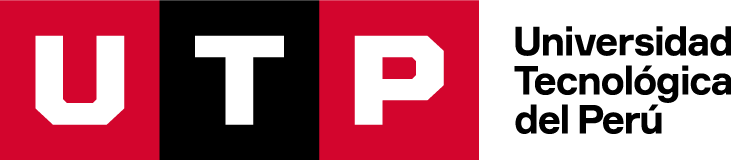 UTP
Universidad
Tecnológica
del Perú